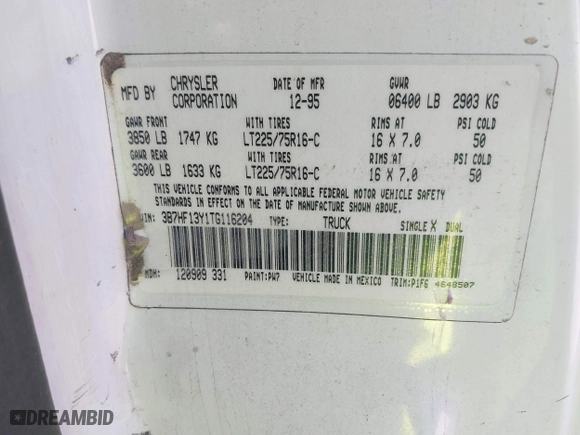 MFD BY CHRYSLER CORPORATION DATE OF MFR 12-95 GVWR 06400 LB 2903 KG
GAWR FRONT WITH TIRES RIMS AT PSI COLD
3850 LB 1747 KG LT225/75R16-C 16 X 7.0 50
GAWR REAR WITH TIRES RIMS AT PSI COLD
3600 LB 1633 KG LT225/75R16-C 16 X 7.0 50
THIS VEHICLE CONFORMS TO ALL APPLICABLE FEDERAL MOTOR VEHICLE SAFETY
STANDARDS IN EFFECT ON THE DATE OF MANUFACTURE SHOWN ABOVE.
VIN: 3B7HF13Y1TG116204 TYPE: TRUCK SINGLE X DUAL
MDH: 120909 331 PAINT:PW7 VEHICLE MADE IN MEXICO TRIM:P1F6 4648507
DREAMBID